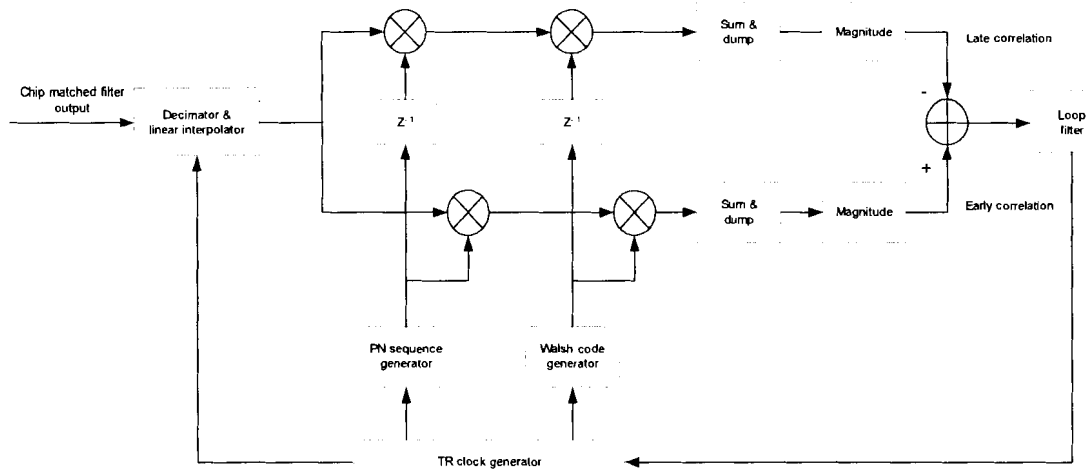 Chip matched filter
output
Decimator &
linear interpolator
Z⁻¹
Z⁻¹
Sum &
dump
Magnitude
Late correlation
-
+
Loop
filter
Sum &
dump
Magnitude
Early correlation
PN sequence
generator
Walsh code
generator
TR clock generator